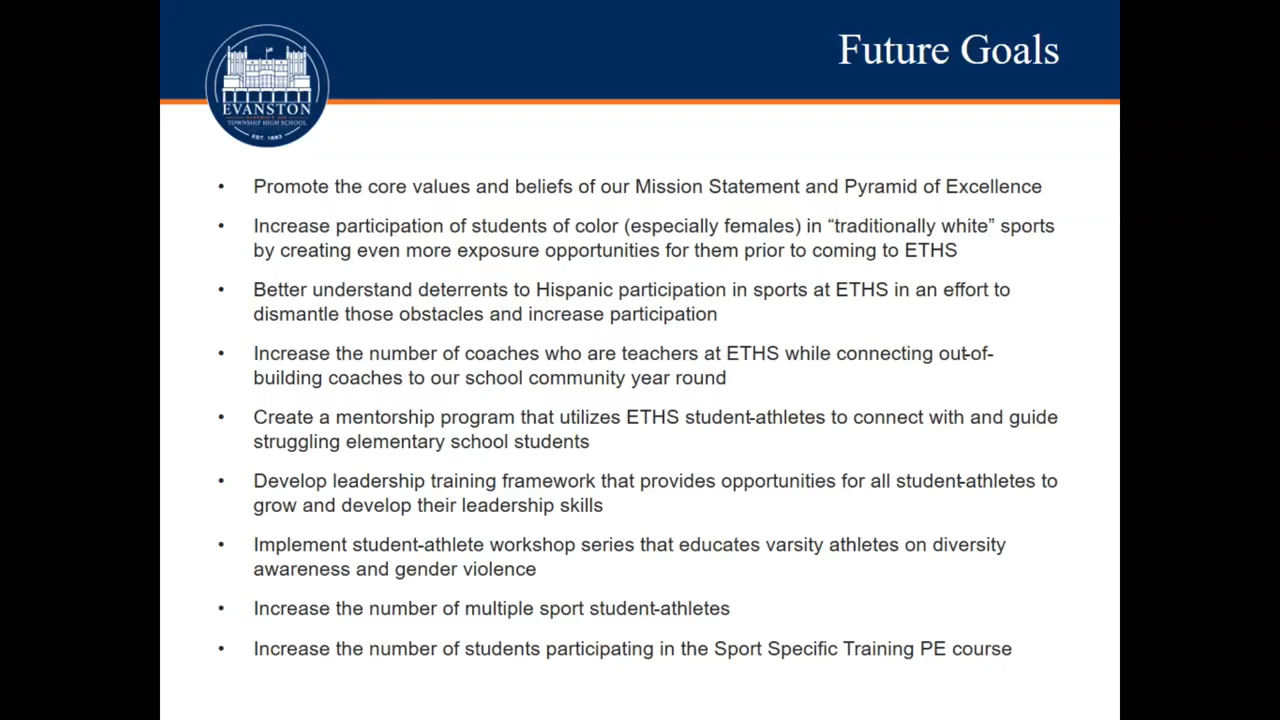 Future Goals
EVANSTON
DISTRICT 202
TOWNSHIP HIGH SCHOOL
EST. 1883
• Promote the core values and beliefs of our Mission Statement and Pyramid of Excellence
• Increase participation of students of color (especially females) in “traditionally white” sports
by creating even more exposure opportunities for them prior to coming to ETHS
• Better understand deterrents to Hispanic participation in sports at ETHS in an effort to
dismantle those obstacles and increase participation
• Increase the number of coaches who are teachers at ETHS while connecting out-of-
building coaches to our school community year round
• Create a mentorship program that utilizes ETHS student-athletes to connect with and guide
struggling elementary school students
• Develop leadership training framework that provides opportunities for all student-athletes to
grow and develop their leadership skills
• Implement student-athlete workshop series that educates varsity athletes on diversity
awareness and gender violence
• Increase the number of multiple sport student-athletes
• Increase the number of students participating in the Sport Specific Training PE course